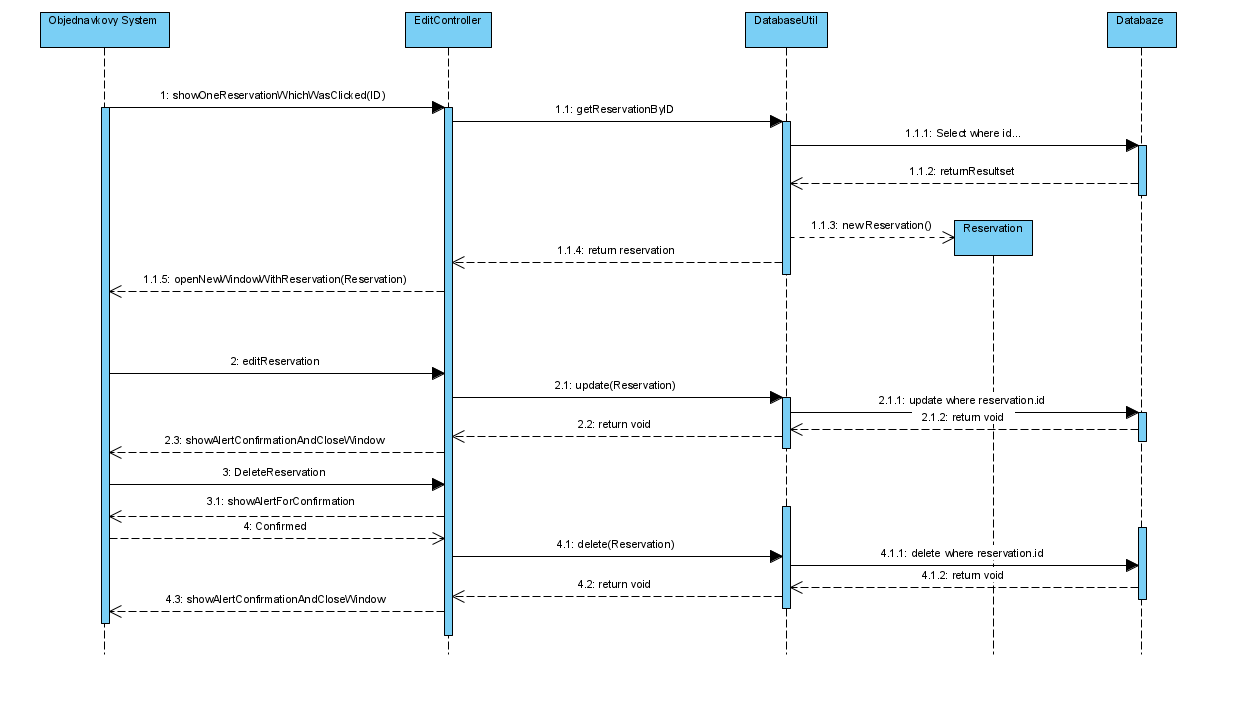 Objednavkovy System
EditController
DatabaseUtil
Databaze
1: showOneReservationWhichWasClicked(ID)
1.1: getReservationByID
1.1.1: Select where id...
1.1.2: returnResultset
1.1.3: newReservation()
Reservation
1.1.4: return reservation
1.1.5: openNewWindowWithReservation(Reservation)
2: editReservation
2.1: update(Reservation)
2.1.1: update where reservation.id
2.1.2: return void
2.2: return void
2.3: showAlertConfirmationAndCloseWindow
3: DeleteReservation
3.1: showAlertForConfirmation
4: Confirmed
4.1: delete(Reservation)
4.1.1: delete where reservation.id
4.1.2: return void
4.2: return void
4.3: showAlertConfirmationAndCloseWindow